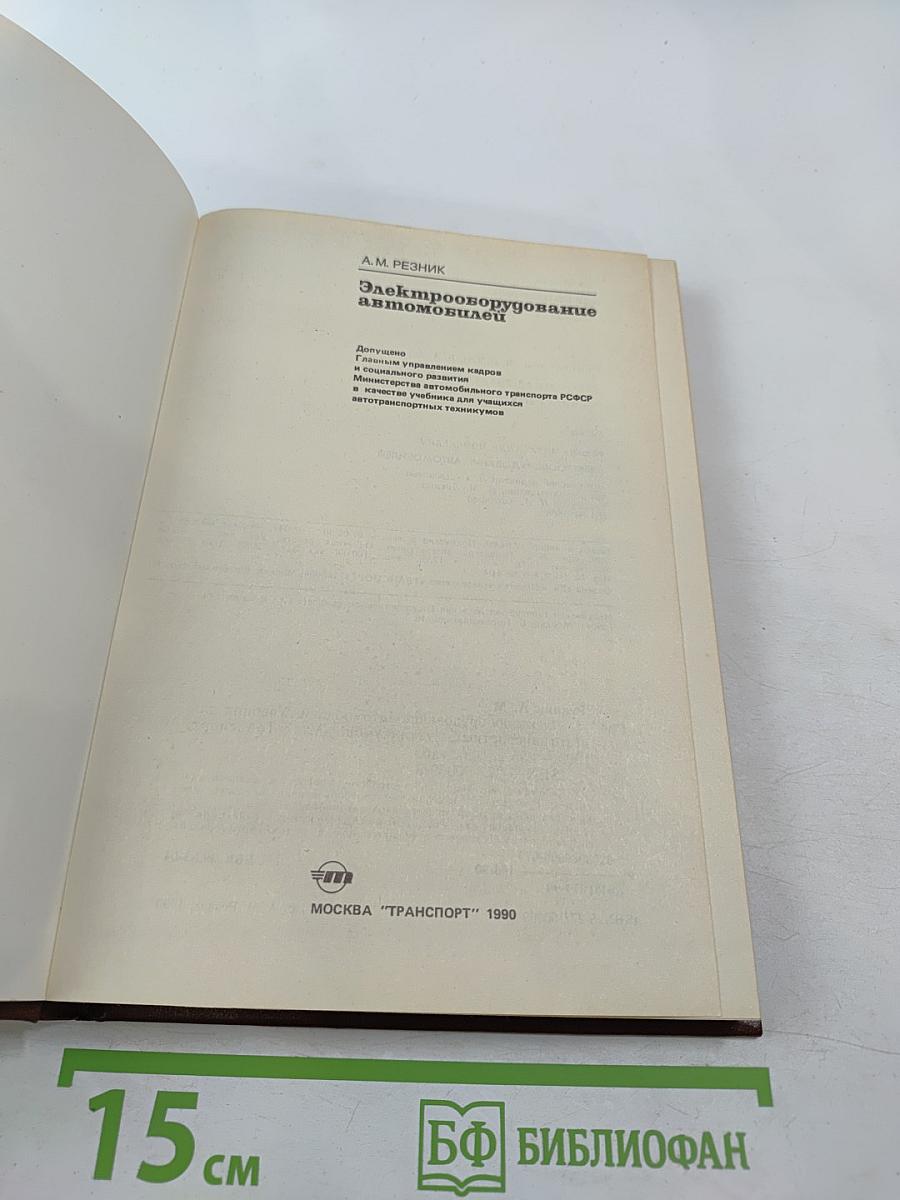 А. М. РЕЗНИК
Электрооборудование
автомобилей
Допущено
Главным управлением кадров
и социального развития
Министерства автомобильного транспорта РСФСР
в качестве учебника для учащихся
автотранспортных техникумов
МОСКВА "ТРАНСПОРТ" 1990
15 см
БФ БИБЛИОФАН